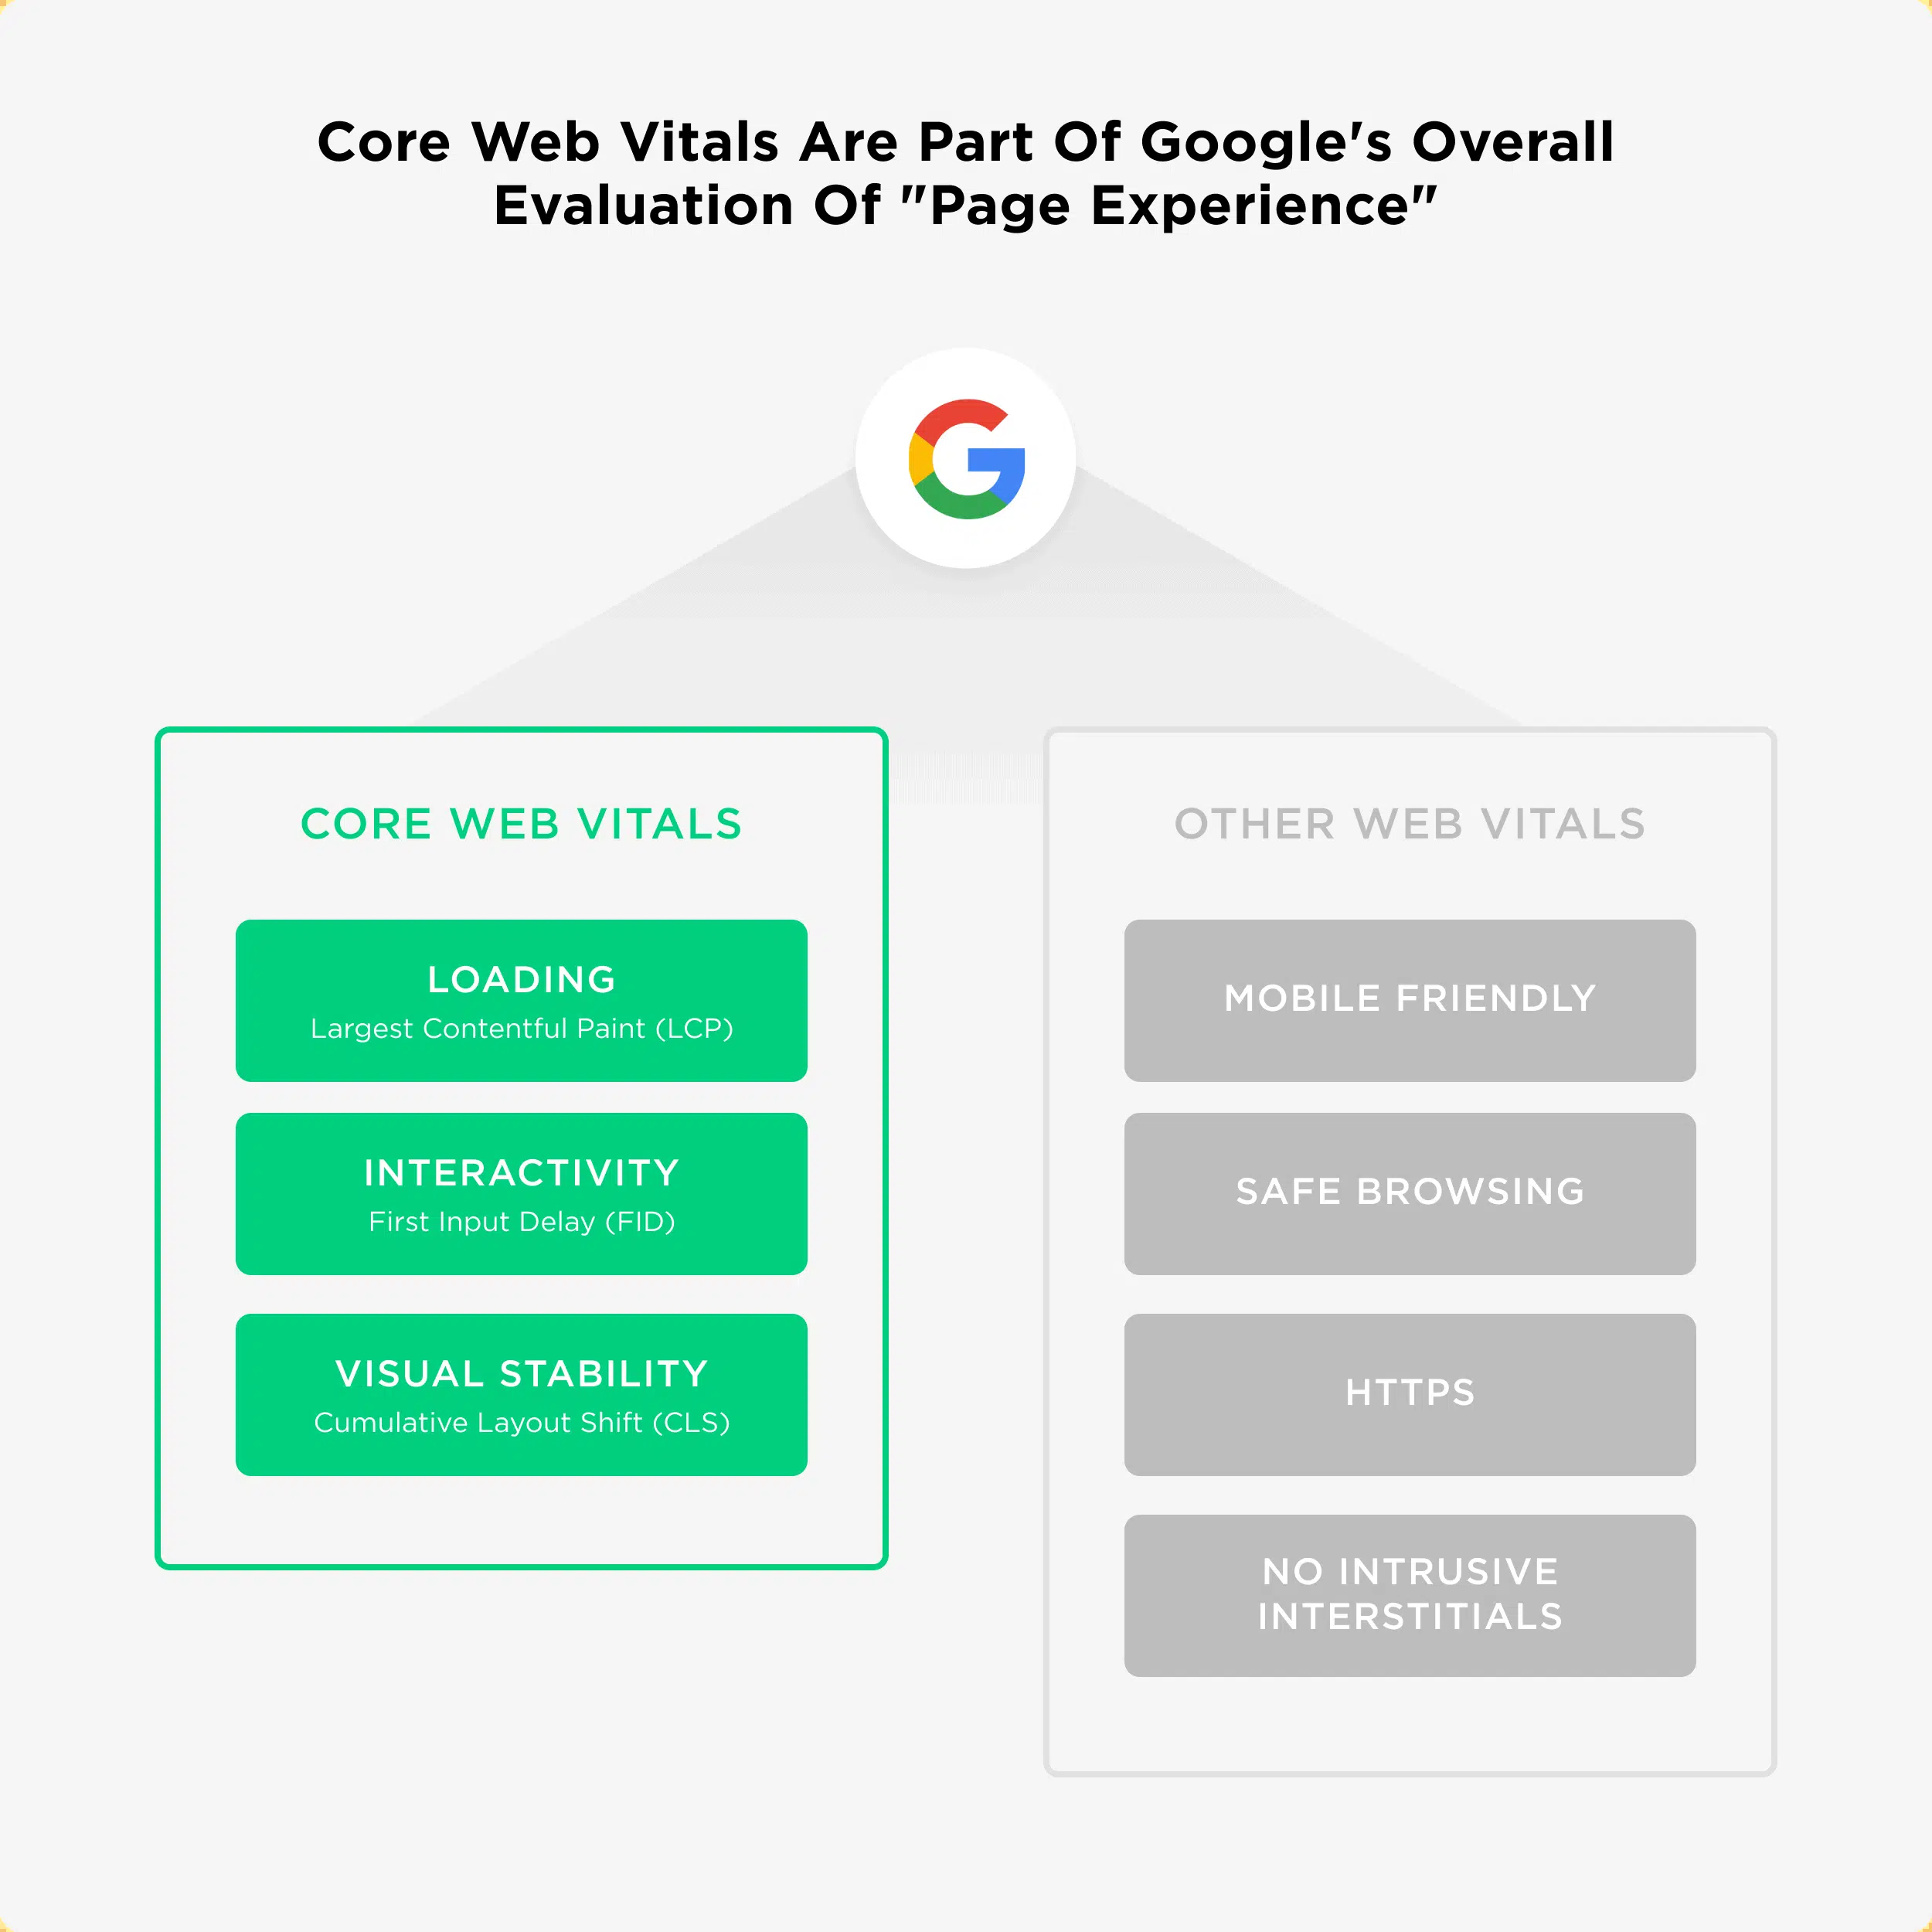 Core Web Vitals Are Part Of Google's Overall
Evaluation Of "Page Experience"
CORE WEB VITALS
LOADING
Largest Contentful Paint (LCP)
INTERACTIVITY
First Input Delay (FID)
VISUAL STABILITY
Cumulative Layout Shift (CLS)
OTHER WEB VITALS
MOBILE FRIENDLY
SAFE BROWSING
HTTPS
NO INTRUSIVE
INTERSTITIALS